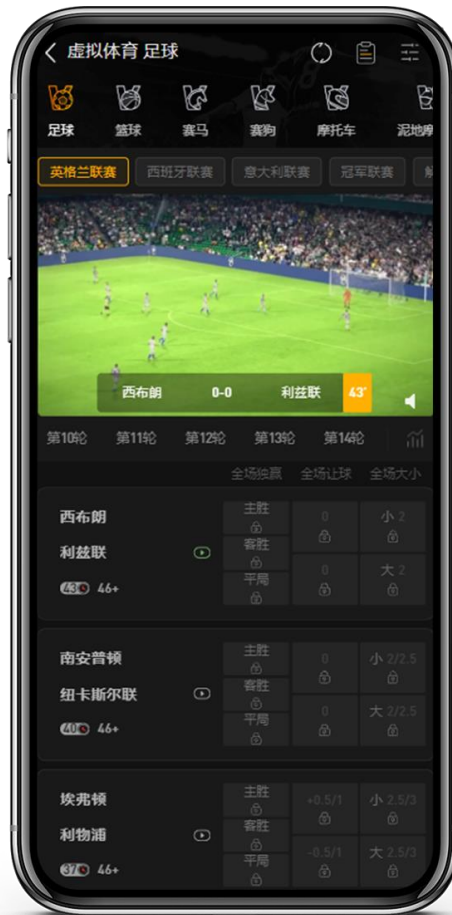 虚拟体育 足球
足球 篮球 赛马 赛狗 摩托车 泥地摩
英格兰联赛 西班牙联赛 意大利联赛 冠军联赛
西布朗 0-0 利兹联 43'
第10轮 第11轮 第12轮 第13轮 第14轮
全场独赢 全场让球 全场大小
西布朗
利兹联
43 46+
主胜 0 小 2
客胜
平局 0 大 2
南安普顿
纽卡斯尔联
40 46+
主胜 0 小 2/2.5
客胜
平局 0 大 2/2.5
埃弗顿
利物浦
37 46+
主胜 +0.5/1 小 2.5/3
客胜
平局 -0.5/1 大 2.5/3